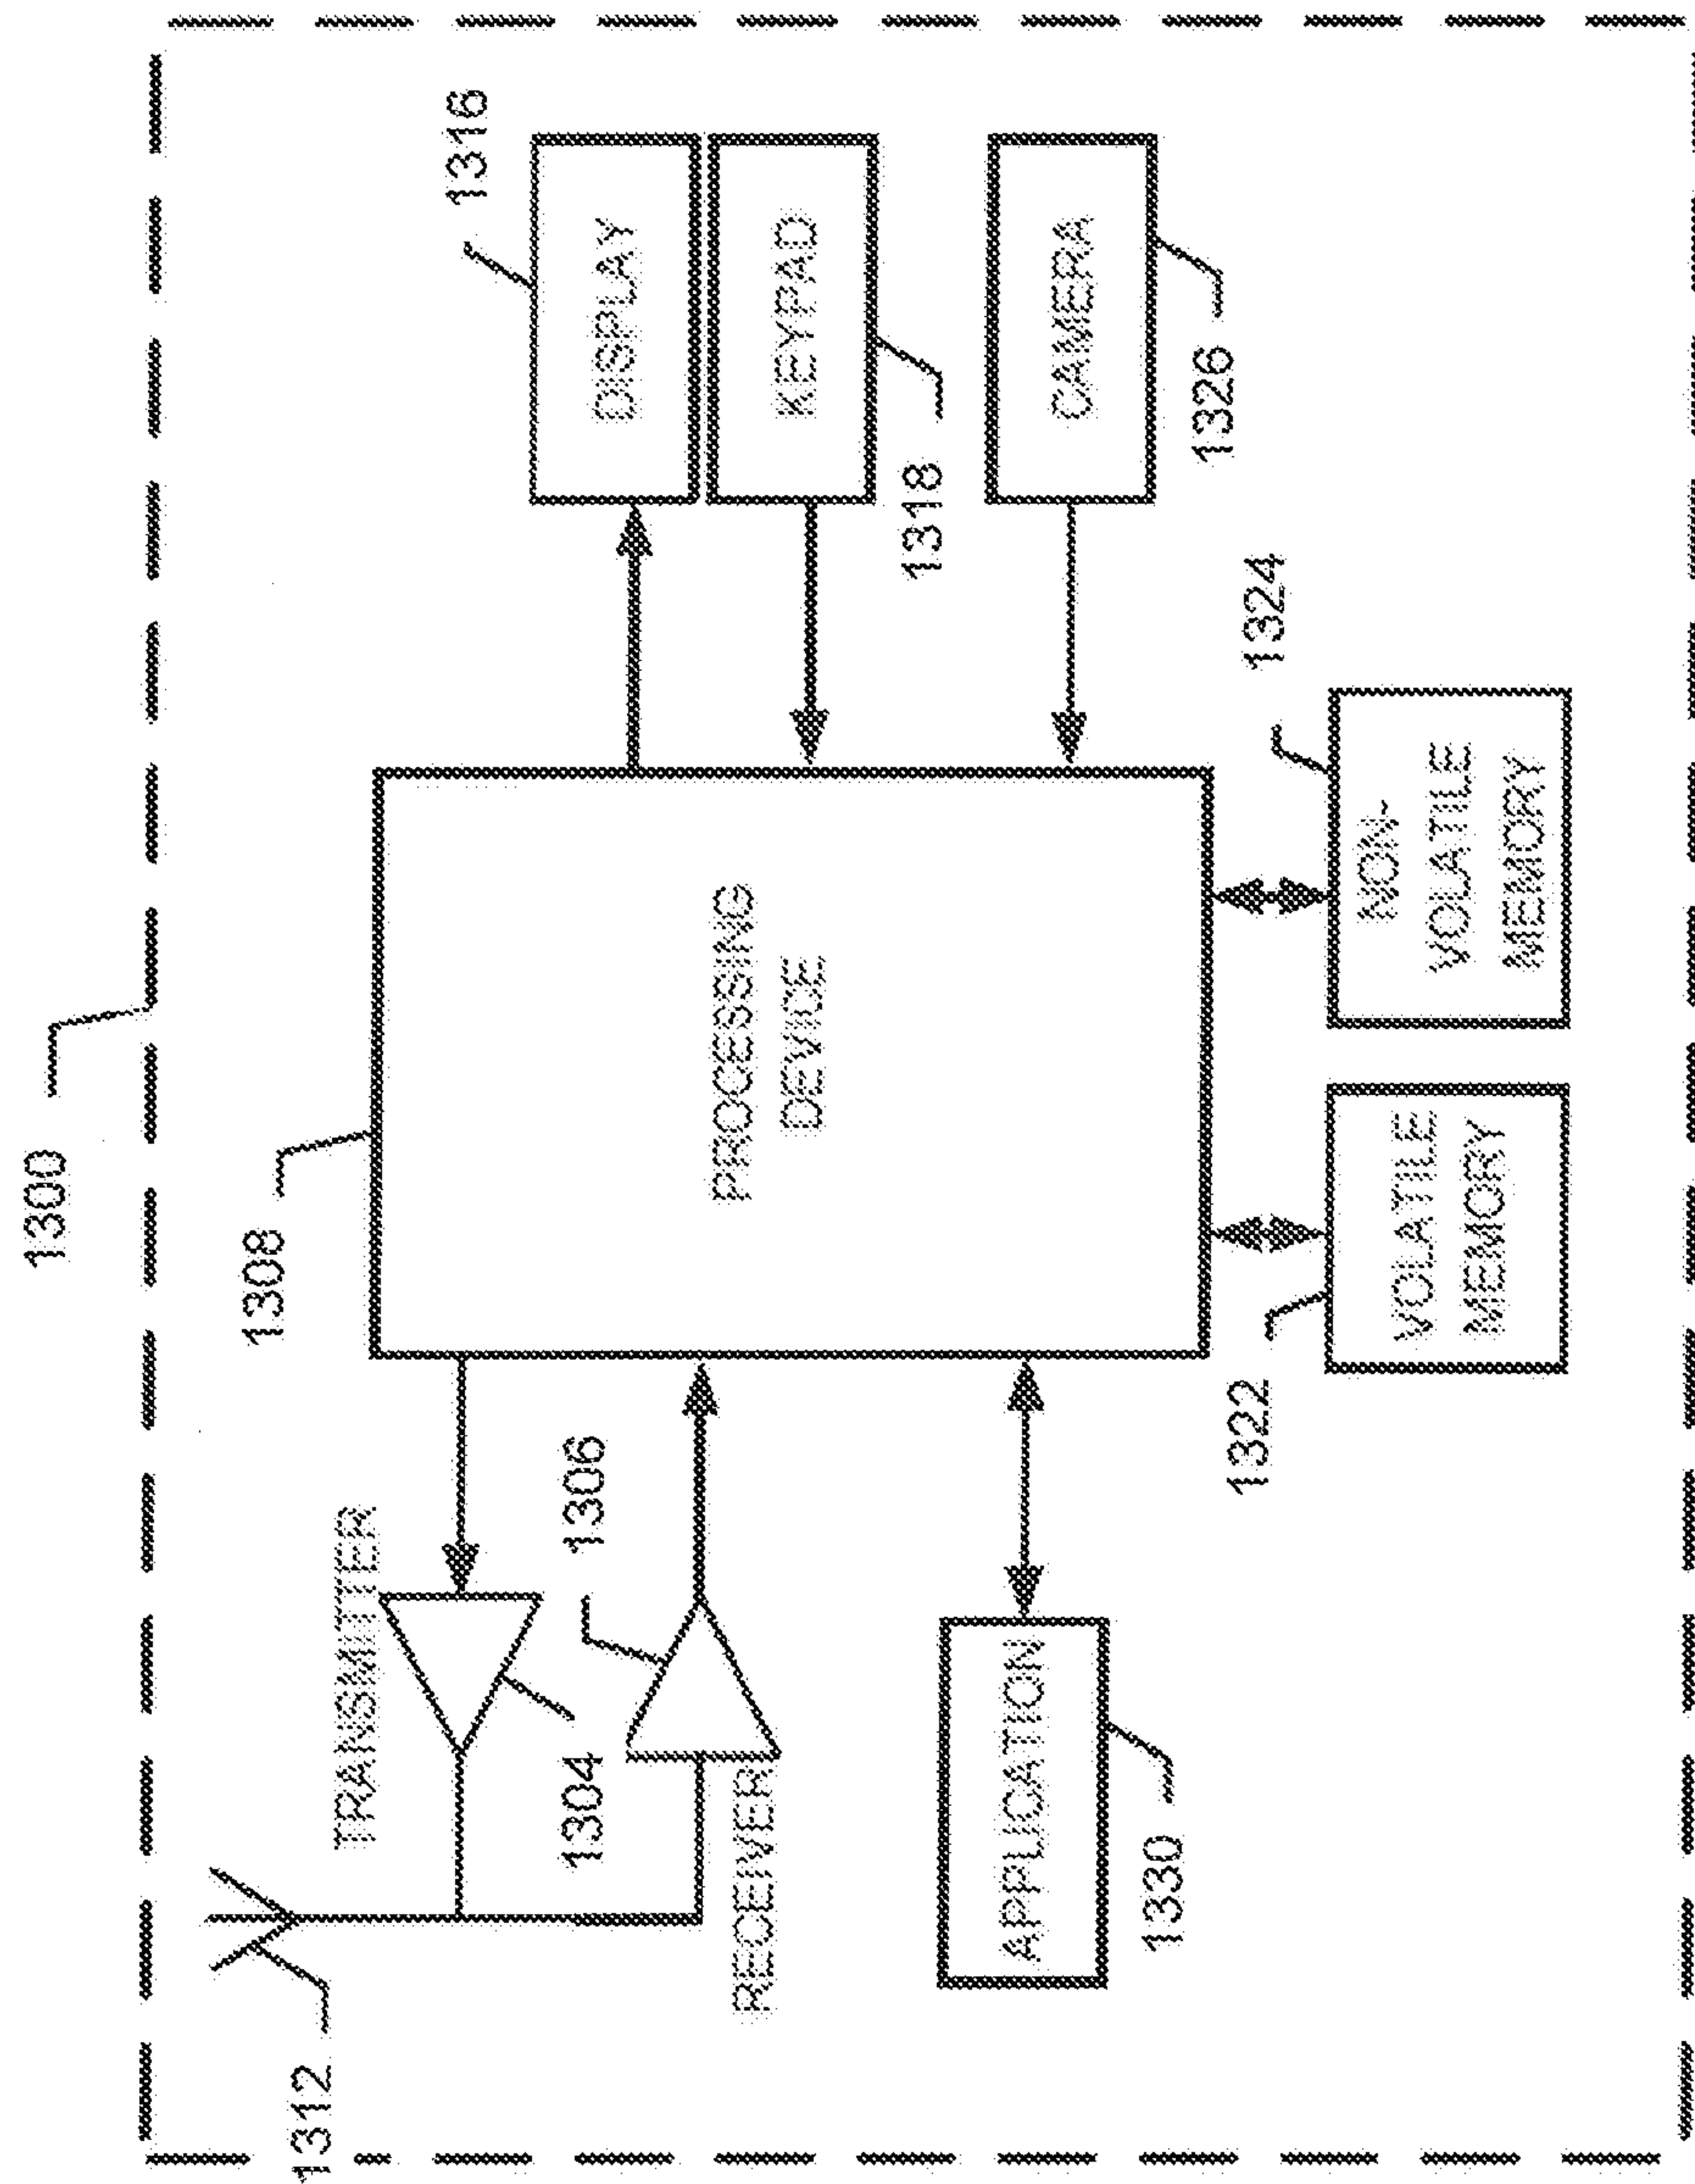 1300
1312
TRANSMITTER
1304
RECEIVER
1306
1308
PROCESSING
DEVICE
1316
DISPLAY
KEYPAD
1318
CAMERA
1326
APPLICATION
1330
1322
VOLATILE
MEMORY
1324
NON-
VOLATILE
MEMORY